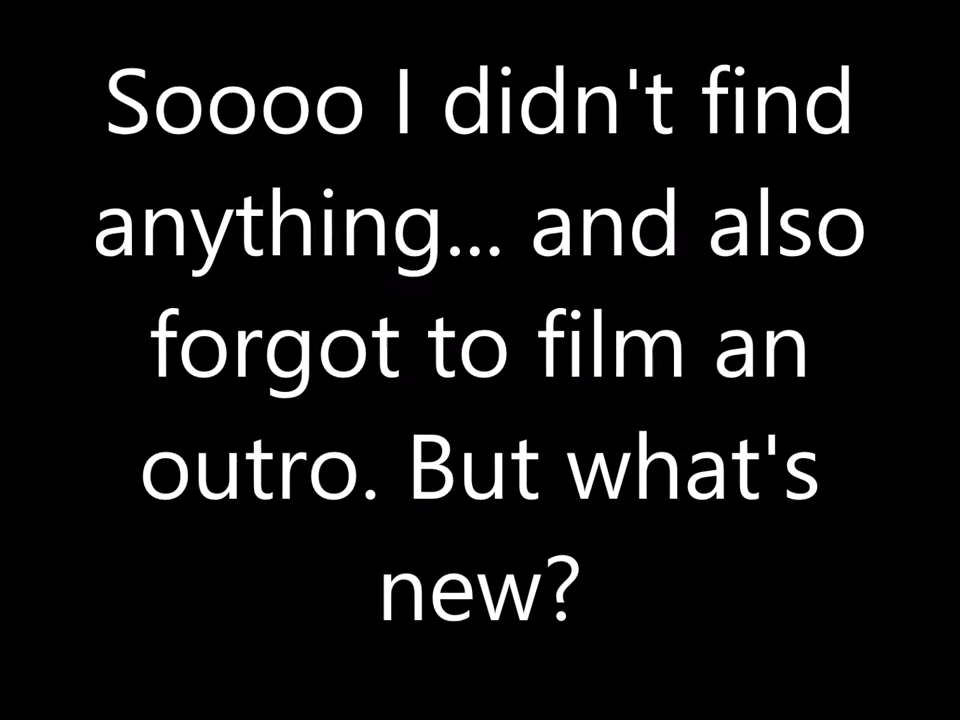 Soooo I didn't find
anything... and also
forgot to film an
outro. But what's
new?